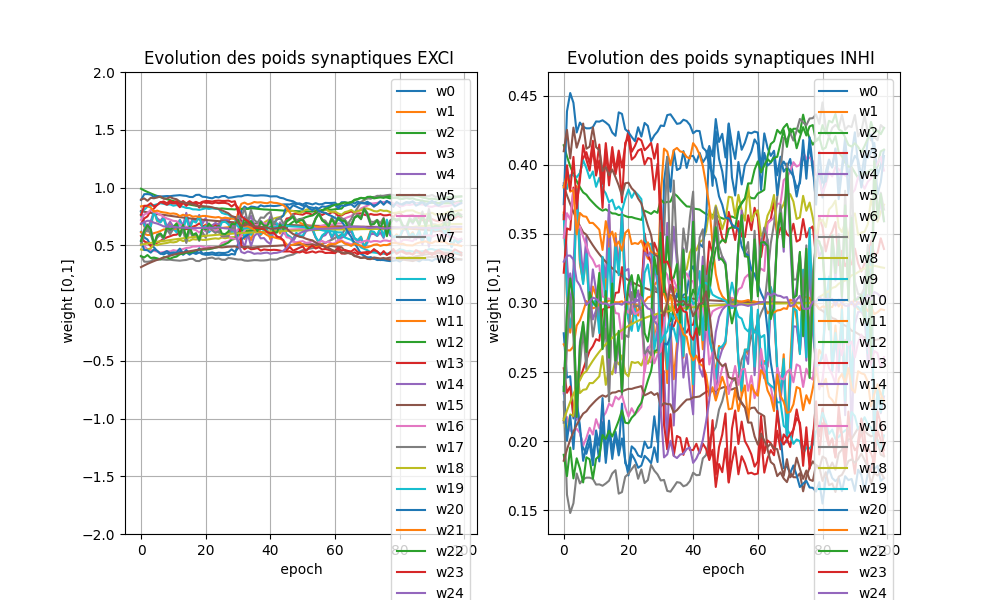 Evolution des poids synaptiques EXCI
weight [0,1]
2.0
1.5
1.0
0.5
0.0
−0.5
−1.0
−1.5
−2.0
0
20
40
60
80
100
epoch
w0
w1
w2
w3
w4
w5
w6
w7
w8
w9
w10
w11
w12
w13
w14
w15
w16
w17
w18
w19
w20
w21
w22
w23
w24
Evolution des poids synaptiques INHI
weight [0,1]
0.45
0.40
0.35
0.30
0.25
0.20
0.15
0
20
40
60
80
100
epoch
w0
w1
w2
w3
w4
w5
w6
w7
w8
w9
w10
w11
w12
w13
w14
w15
w16
w17
w18
w19
w20
w21
w22
w23
w24